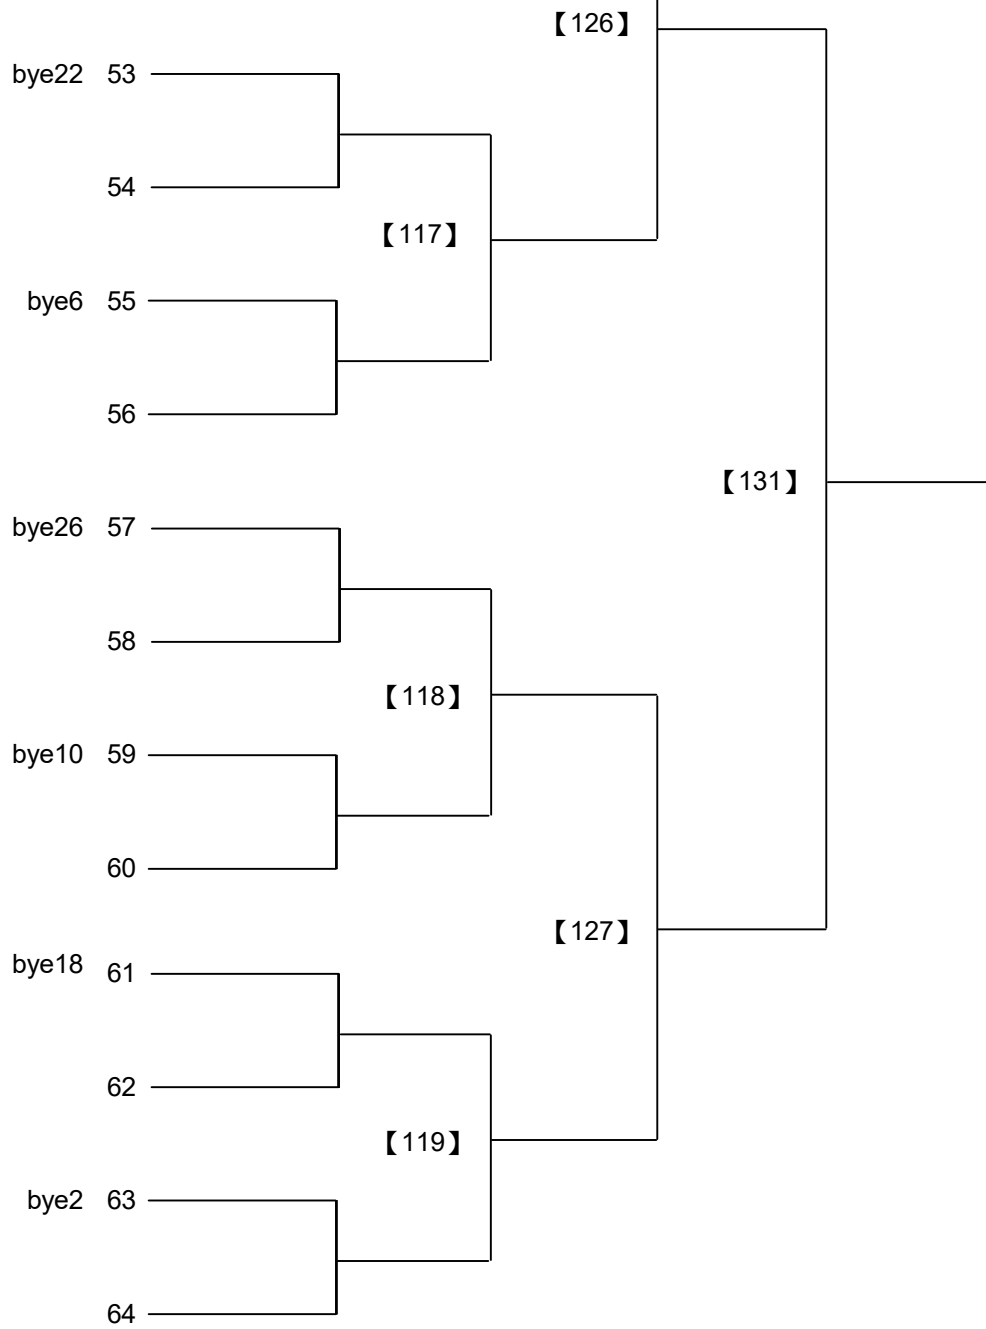 【126】
bye22 53
54
【117】
bye6 55
56
【131】
bye26 57
58
【118】
bye10 59
60
【127】
bye18 61
62
【119】
bye2 63
64